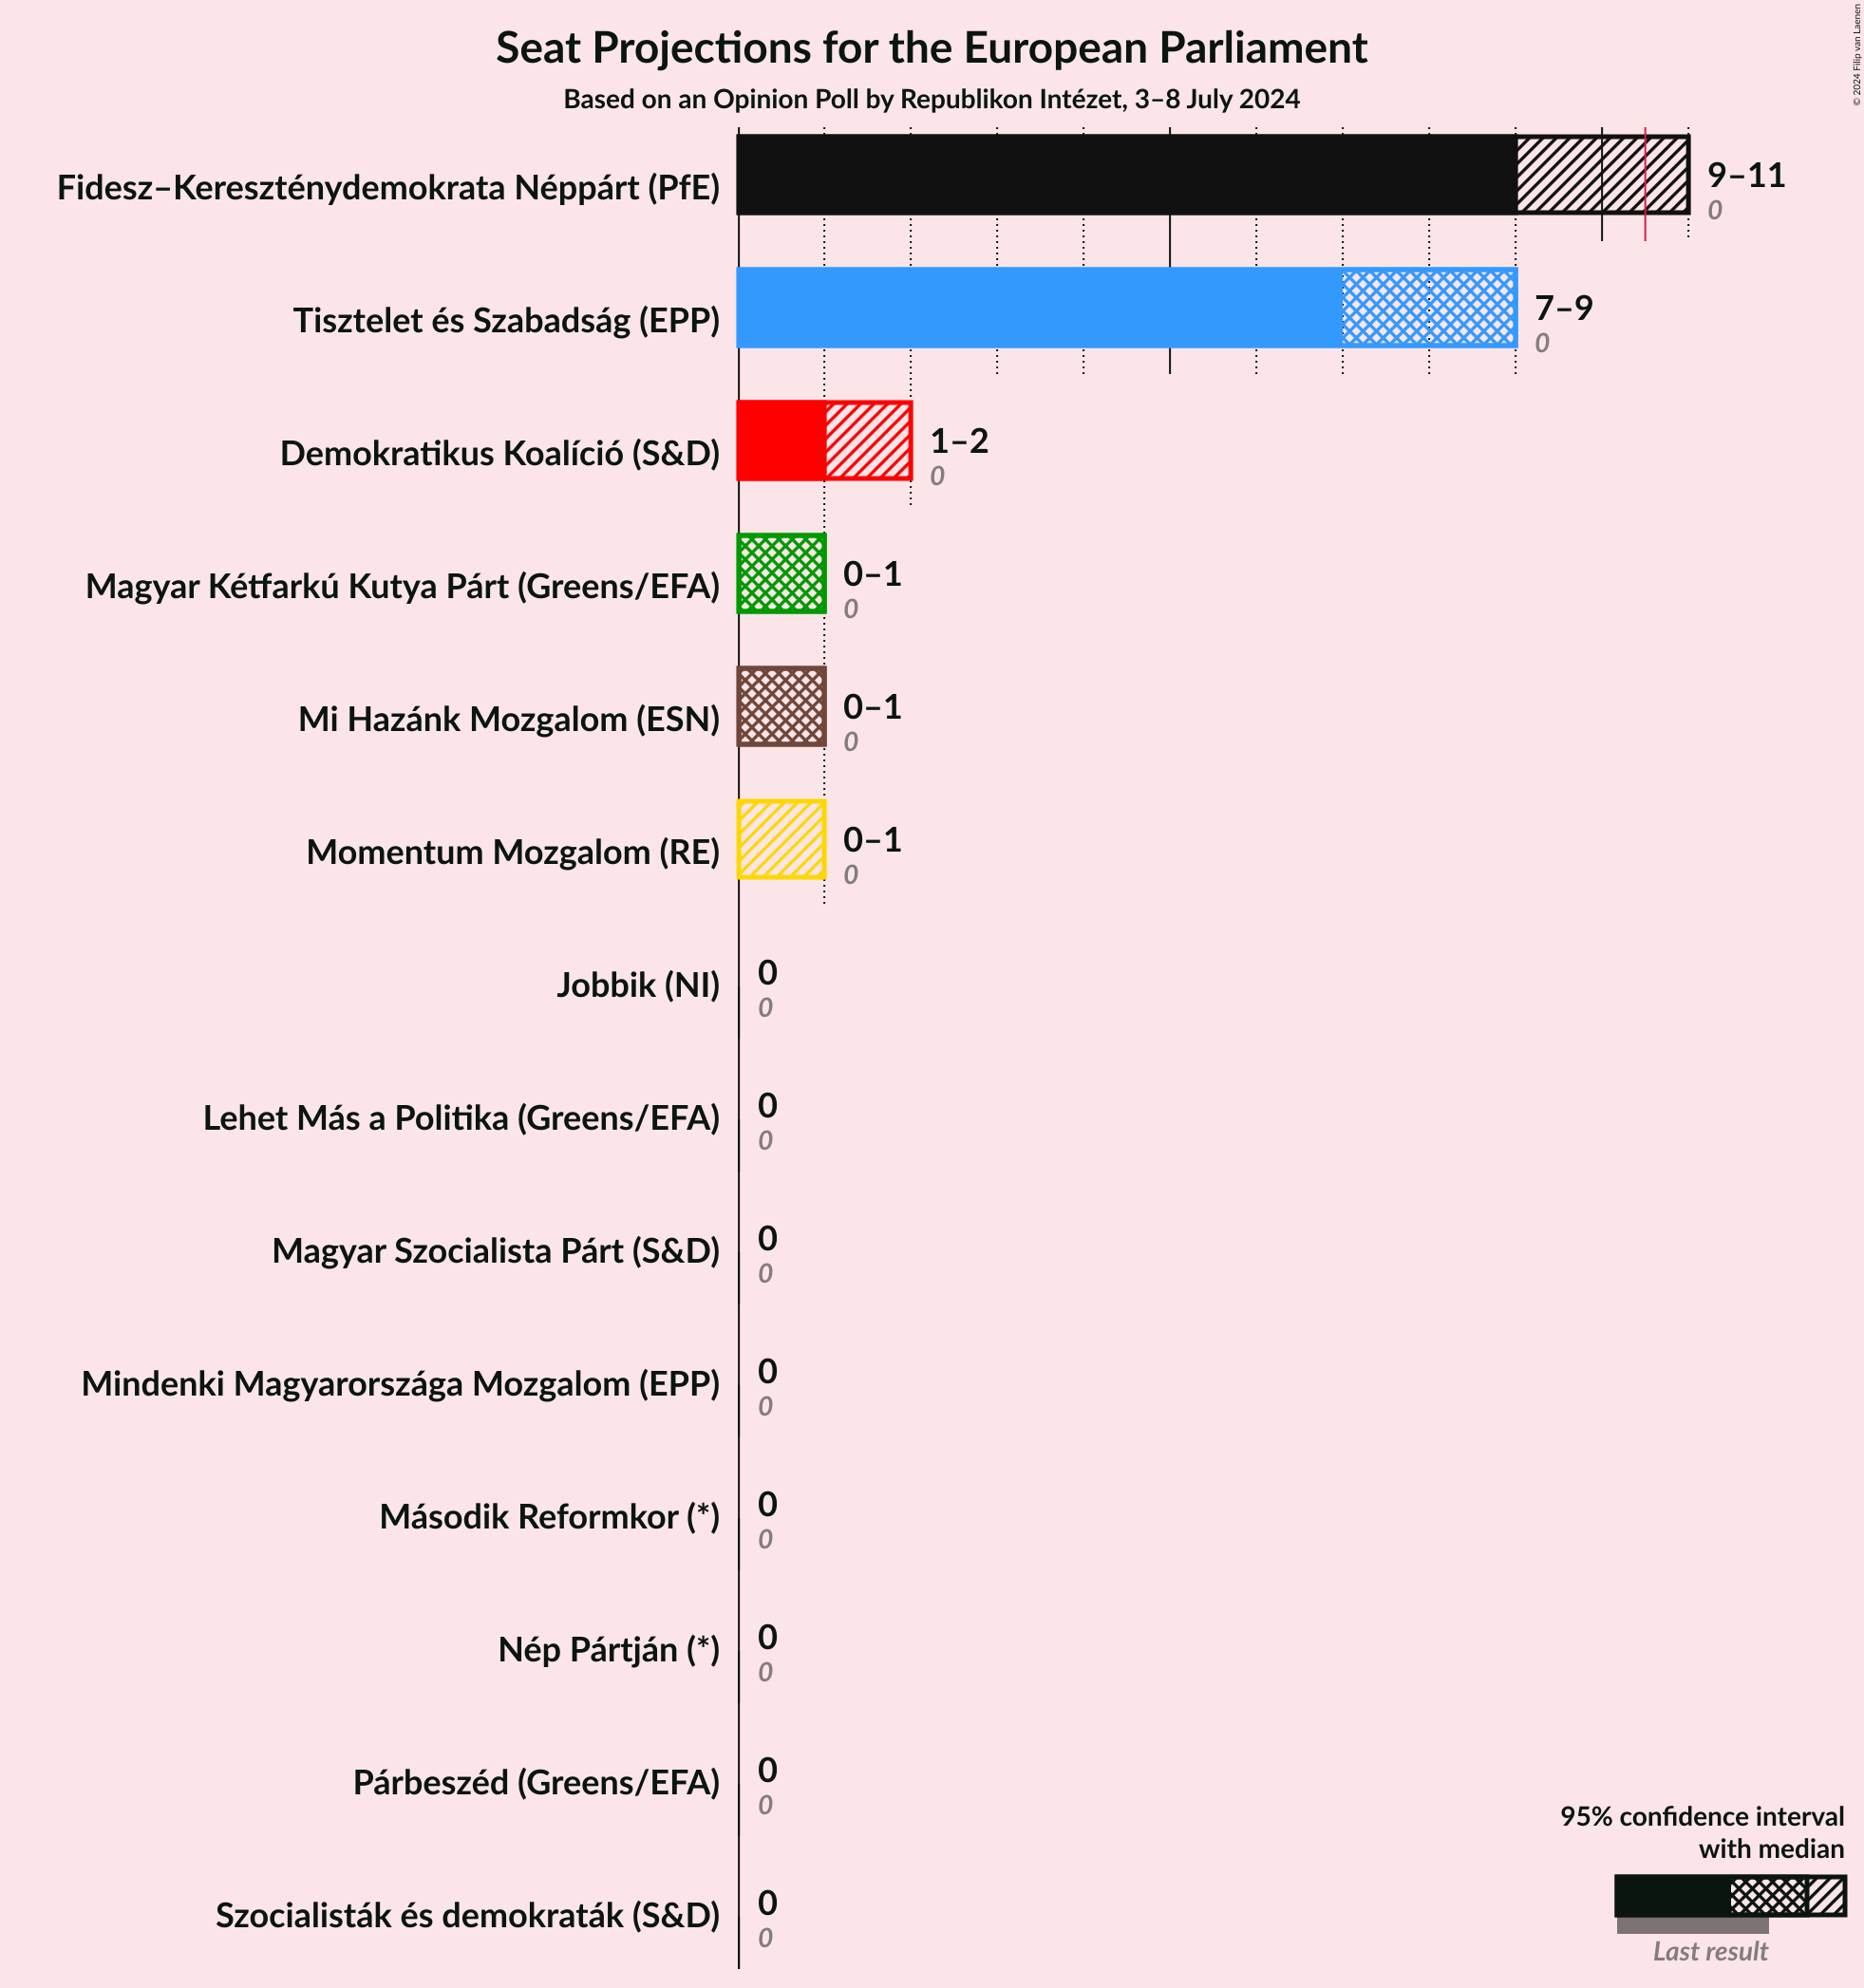 Seat Projections for the European Parliament
Based on an Opinion Poll by Republikon Intézet, 3–8 July 2024
© 2024 Filip van Laenen
Fidesz–Kereszténydemokrata Néppárt (PfE)
9–11
0
Tisztelet és Szabadság (EPP)
7–9
0
Demokratikus Koalíció (S&D)
1–2
0
Magyar Kétfarkú Kutya Párt (Greens/EFA)
0–1
0
Mi Hazánk Mozgalom (ESN)
0–1
0
Momentum Mozgalom (RE)
0–1
0
Jobbik (NI)
0
0
Lehet Más a Politika (Greens/EFA)
0
0
Magyar Szocialista Párt (S&D)
0
0
Mindenki Magyarországa Mozgalom (EPP)
0
0
Második Reformkor (*)
0
0
Nép Pártján (*)
0
0
Párbeszéd (Greens/EFA)
0
0
Szocialisták és demokraták (S&D)
0
0
95% confidence interval
with median
Last result